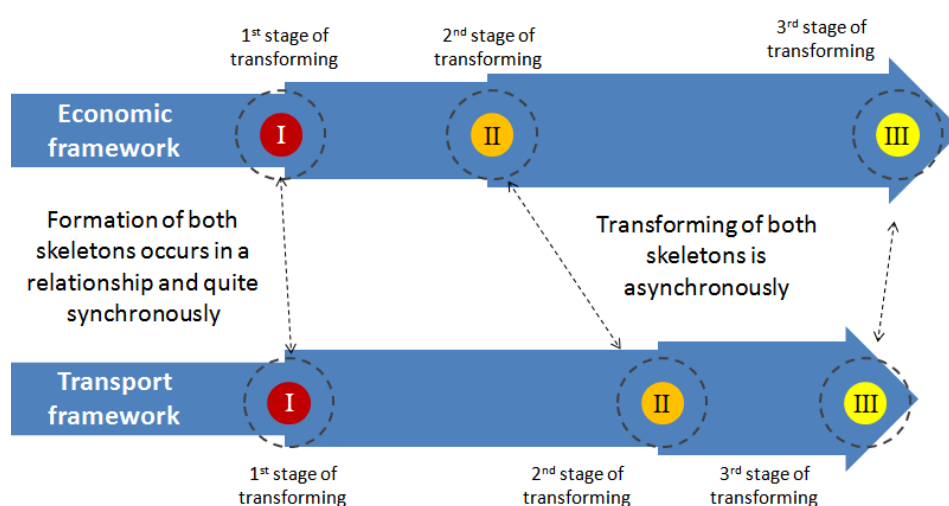 1st stage of
transforming
2nd stage of
transforming
3rd stage of
transforming
Economic
framework
I
II
III
Formation of both
skeletons occurs in a
relationship and quite
synchronously
Transforming of both
skeletons is
asynchronously
Transport
framework
I
II
III
1st stage of
transforming
2nd stage of
transforming
3rd stage of
transforming